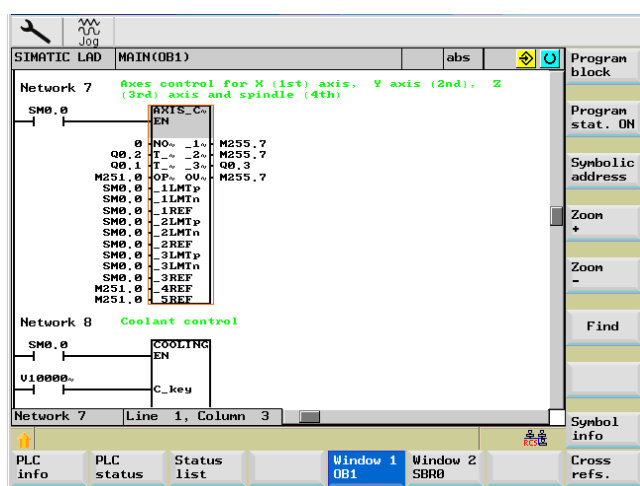 Jog
SIMATIC LAD MAIN(OB1) abs
Network 7 Axes control for X (1st) axis, Y axis (2nd), Z
(3rd) axis and spindle (4th)
SM0.0 AXIS_C~
EN
0 NO~ _1~ M255.7
Q0.2 T_~ _2~ M255.7
Q0.1 T_~ _3~ Q0.3
M251.0 OP~ OV~ M255.7
SM0.0 _1LMTp
SM0.0 _1LMTn
SM0.0 _1REF
SM0.0 _2LMTp
SM0.0 _2LMTn
SM0.0 _2REF
SM0.0 _3LMTp
SM0.0 _3LMTn
SM0.0 _3REF
M251.0 _4REF
M251.0 _5REF
Network 8 Coolant control
SM0.0 COOLING
EN
V10000~
C_key
Network 7 Line 1, Column 3
RCS
Program
block
Program
stat. ON
Symbolic
address
Zoom
+
Zoom
-
Find
Symbol
info
Cross
refs.
PLC
info
PLC
status
Status
list
Window 1
OB1
Window 2
SBR0